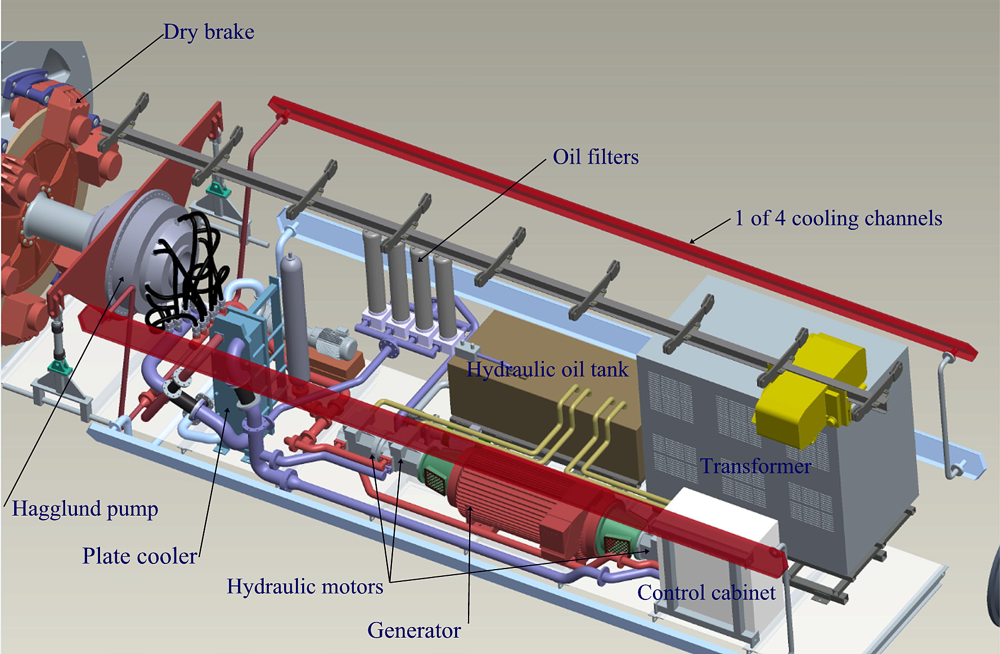 Dry brake
Oil filters
1 of 4 cooling channels
Hydraulic oil tank
Transformer
Hagglund pump
Plate cooler
Hydraulic motors
Control cabinet
Generator